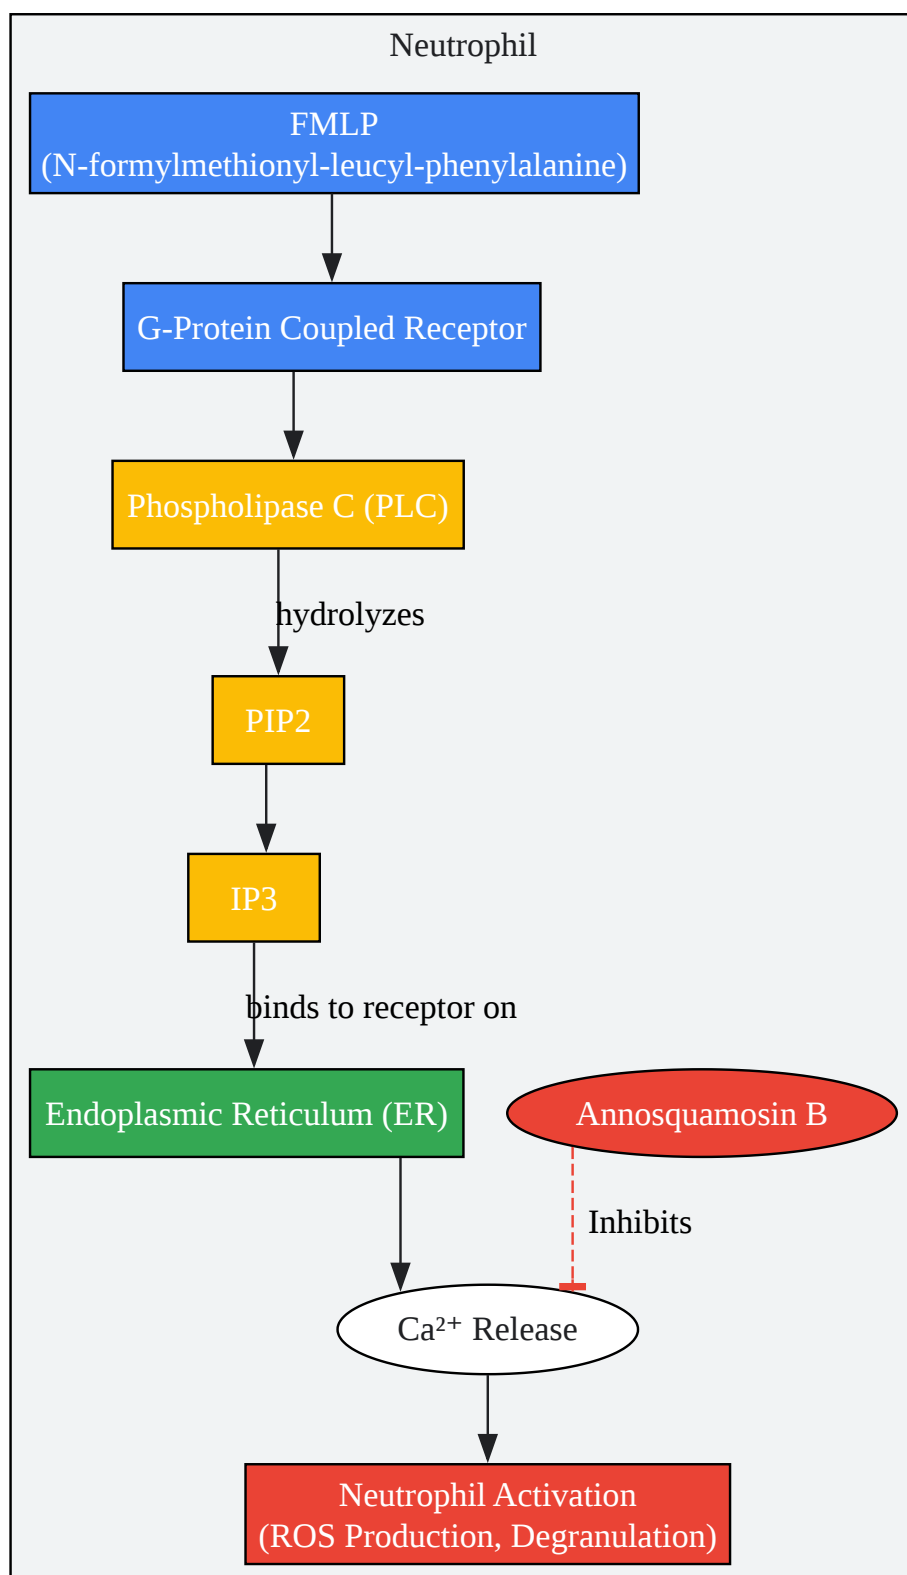 Neutrophil
FMLP
(N-formylmethionyl-leucyl-phenylalanine)
G-Protein Coupled Receptor
Phospholipase C (PLC)
hydrolyzes
PIP2
IP3
binds to receptor on
Endoplasmic Reticulum (ER)
Annosquamosin B
Inhibits
Ca²⁺ Release
Neutrophil Activation
(ROS Production, Degranulation)